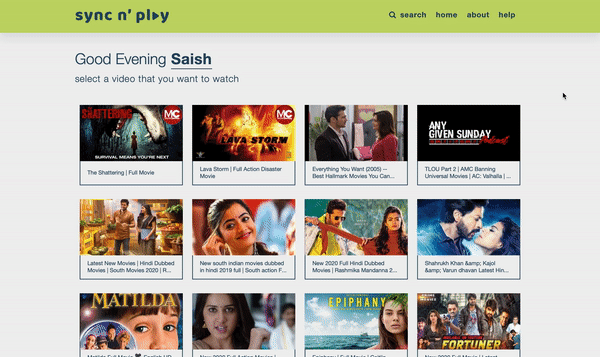 sync n' play
search home about help
Good Evening Saish
select a video that you want to watch
THE SHATTERING
MC
SURVIVAL MEANS YOU'RE NEXT
LAVA STORM
MC
ANY
GIVEN SUNDAY
Podcast
The Shattering | Full Movie
Lava Storm | Full Action Disaster
Movie
Everything You Want (2005) --
Best Hallmark Movies You Can...
TLOU Part 2 | AMC Banning
Universal Movies | AC: Valhalla | ...
Latest New Movies | Hindi Dubbed
Movies | South Movies 2020 | R...
New south indian movies dubbed
in hindi 2019 full | South action F...
New 2020 Full Hindi Dubbed
Movies | Rashmika Mandanna 2...
Shahrukh Khan &amp; Kajol
&amp; Varun dhavan Latest Hin...
MATILDA
EPIPHANY
FORTUNER